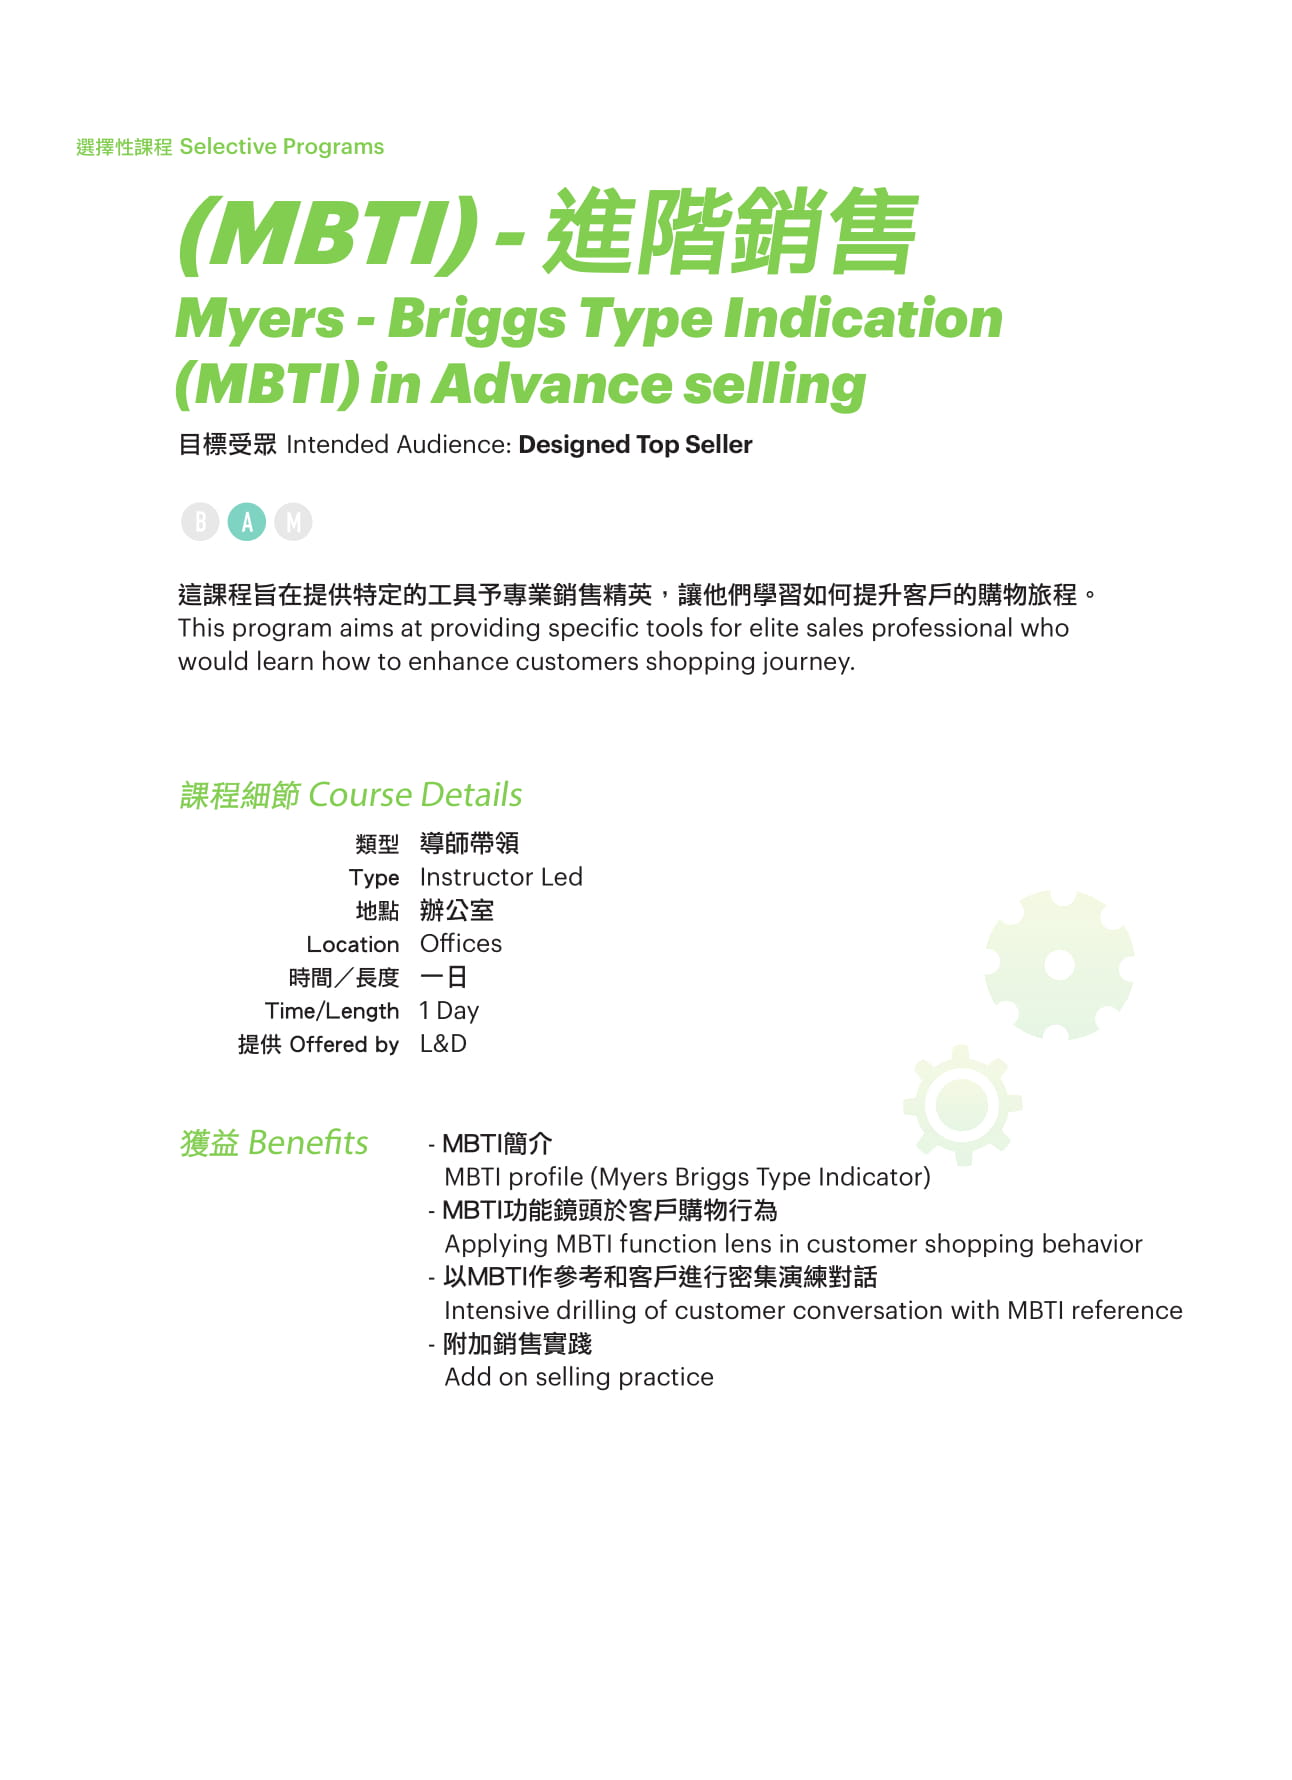 選擇性課程 Selective Programs
(MBTI) - 進階銷售
Myers - Briggs Type Indication
(MBTI) in Advance selling
目標受眾 Intended Audience: Designed Top Seller
B A M
這課程旨在提供特定的工具予專業銷售精英，讓他們學習如何提升客戶的購物旅程。
This program aims at providing specific tools for elite sales professional who
would learn how to enhance customers shopping journey.
課程細節 Course Details
類型 導師帶領
Type Instructor Led
地點 辦公室
Location Offices
時間／長度 一日
Time/Length 1 Day
提供 Offered by L&D
獲益 Benefits
- MBTI簡介
MBTI profile (Myers Briggs Type Indicator)
- MBTI功能鏡頭於客戶購物行為
Applying MBTI function lens in customer shopping behavior
- 以MBTI作參考和客戶進行密集演練對話
Intensive drilling of customer conversation with MBTI reference
- 附加銷售實踐
Add on selling practice